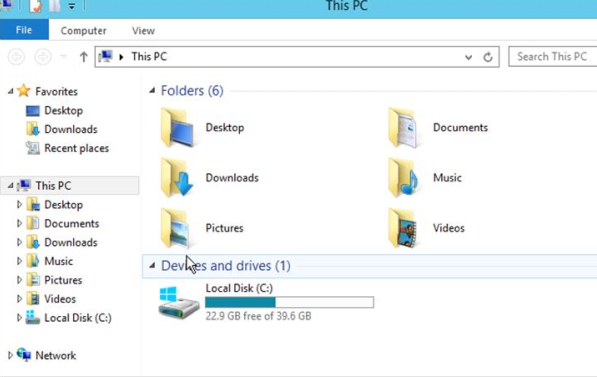 This PC
File Computer View
This PC Search This PC
Favorites
Desktop
Downloads
Recent places
This PC
Desktop
Documents
Downloads
Music
Pictures
Videos
Local Disk (C:)
Network
Folders (6)
Desktop Documents
Downloads Music
Pictures Videos
Devices and drives (1)
Local Disk (C:)
22.9 GB free of 39.6 GB